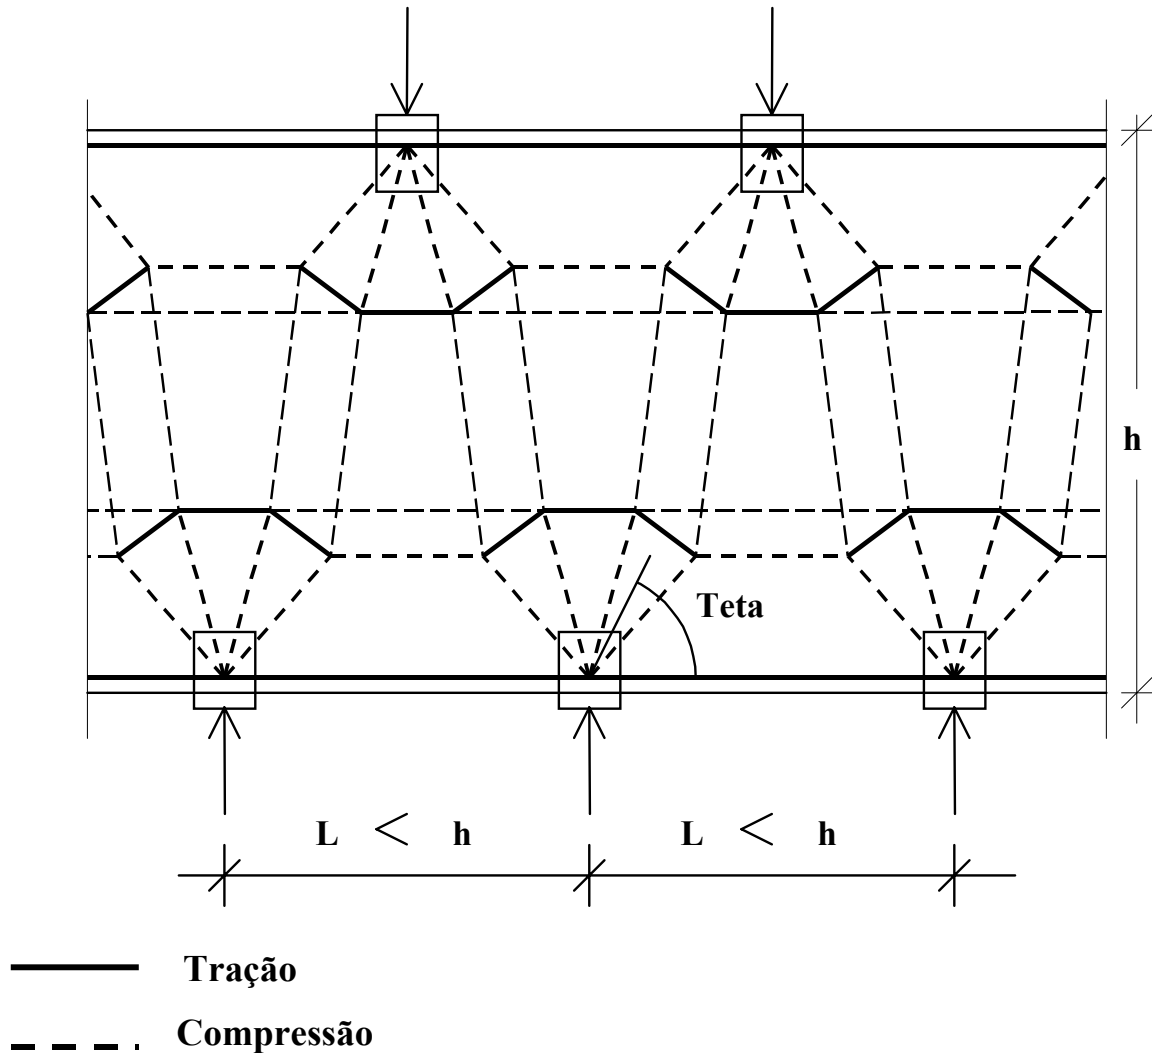 h
Teta
L < h
L < h
Tração
Compressão